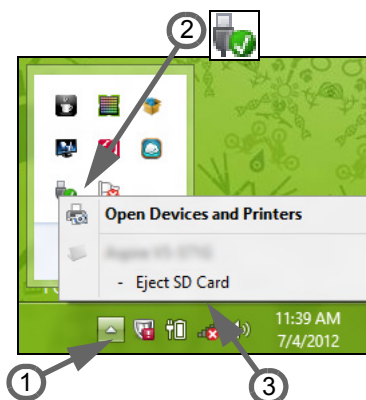 2
Open Devices and Printers
- Eject SD Card
11:39 AM
7/4/2012
1
3